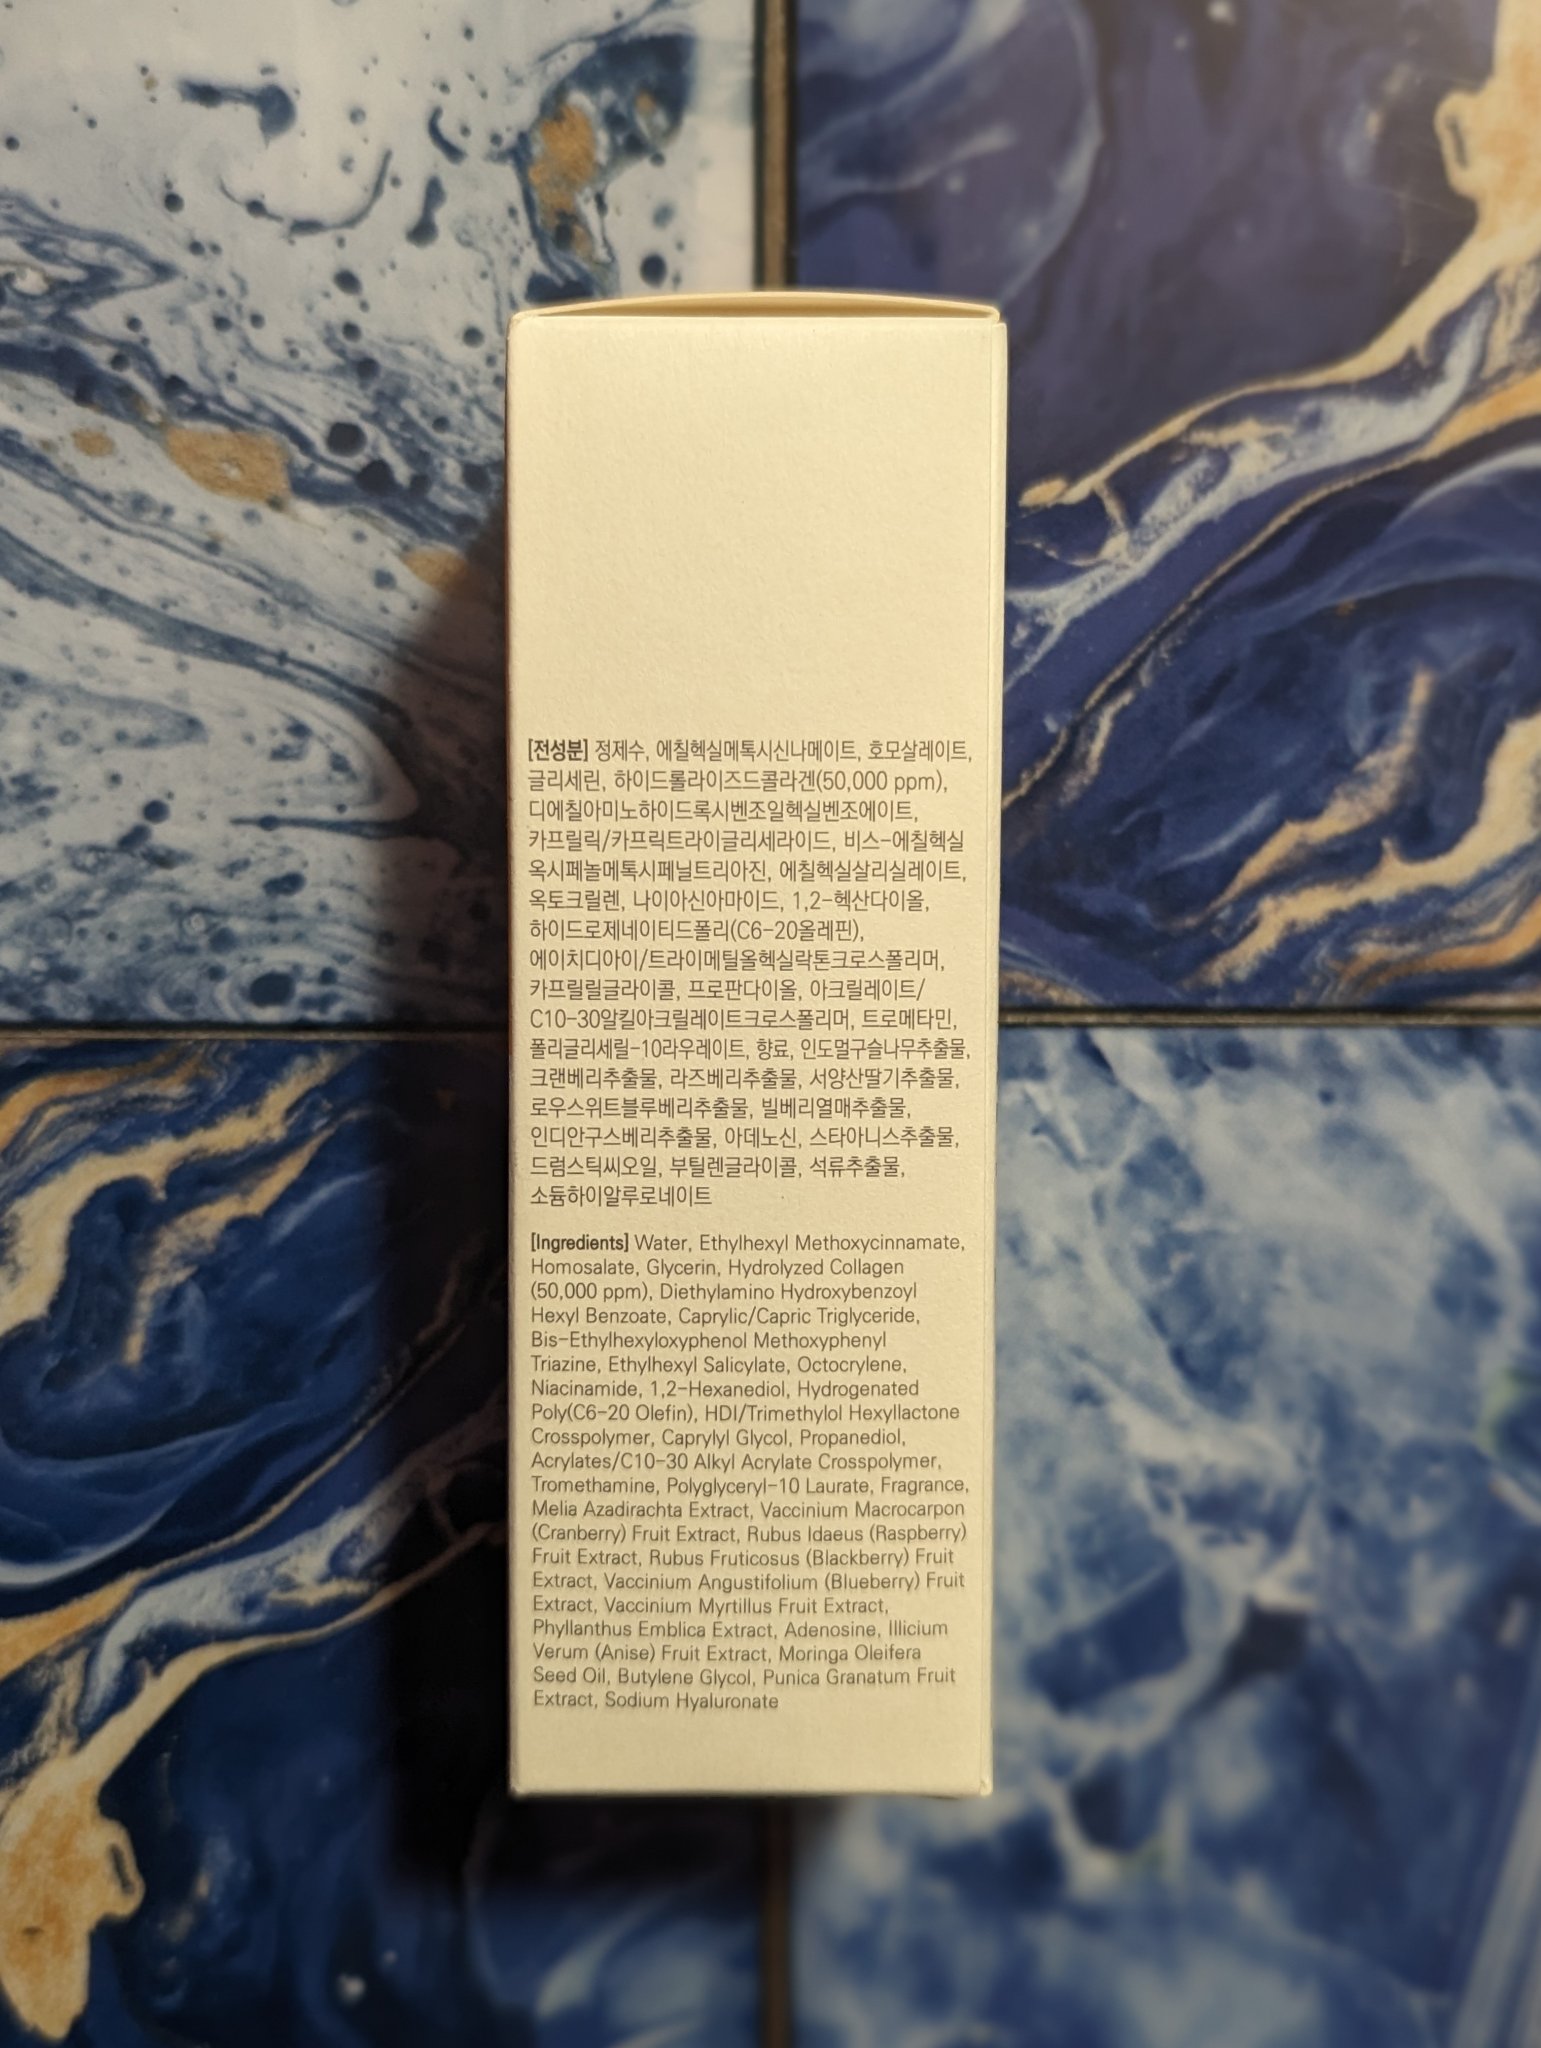 [전성분] 정제수, 에칠헥실메톡시신나메이트, 호모살레이트,
글리세린, 하이드롤라이즈드콜라겐(50,000 ppm),
디에칠아미노하이드록시벤조일헥실벤조에이트,
카프릴릭/카프릭트라이글리세라이드, 비스-에칠헥실
옥시페놀메톡시페닐트리아진, 에칠헥실살리실레이트,
옥토크릴렌, 나이아신아마이드, 1,2-헥산다이올,
하이드로제네이티드폴리(C6-20올레핀),
에이치디아이/트라이메틸올헥실락톤크로스폴리머,
카프릴릴글라이콜, 프로판다이올, 아크릴레이트/
C10-30알킬아크릴레이트크로스폴리머, 트로메타민,
폴리글리세릴-10라우레이트, 향료, 인도멀구슬나무추출물,
크랜베리추출물, 라즈베리추출물, 서양산딸기추출물,
로우스위트블루베리추출물, 빌베리열매추출물,
인디안구스베리추출물, 아데노신, 스타아니스추출물,
드럼스틱씨오일, 부틸렌글라이콜, 석류추출물,
소듐하이알루로네이트
[Ingredients] Water, Ethylhexyl Methoxycinnamate,
Homosalate, Glycerin, Hydrolyzed Collagen
(50,000 ppm), Diethylamino Hydroxybenzoyl
Hexyl Benzoate, Caprylic/Capric Triglyceride,
Bis-Ethylhexyloxyphenol Methoxyphenyl
Triazine, Ethylhexyl Salicylate, Octocrylene,
Niacinamide, 1,2-Hexanediol, Hydrogenated
Poly(C6-20 Olefin), HDI/Trimethylol Hexyllactone
Crosspolymer, Caprylyl Glycol, Propanediol,
Acrylates/C10-30 Alkyl Acrylate Crosspolymer,
Tromethamine, Polyglyceryl-10 Laurate, Fragrance,
Melia Azadirachta Extract, Vaccinium Macrocarpon
(Cranberry) Fruit Extract, Rubus Idaeus (Raspberry)
Fruit Extract, Rubus Fruticosus (Blackberry) Fruit
Extract, Vaccinium Angustifolium (Blueberry) Fruit
Extract, Vaccinium Myrtillus Fruit Extract,
Phyllanthus Emblica Extract, Adenosine, Illicium
Verum (Anise) Fruit Extract, Moringa Oleifera
Seed Oil, Butylene Glycol, Punica Granatum Fruit
Extract, Sodium Hyaluronate